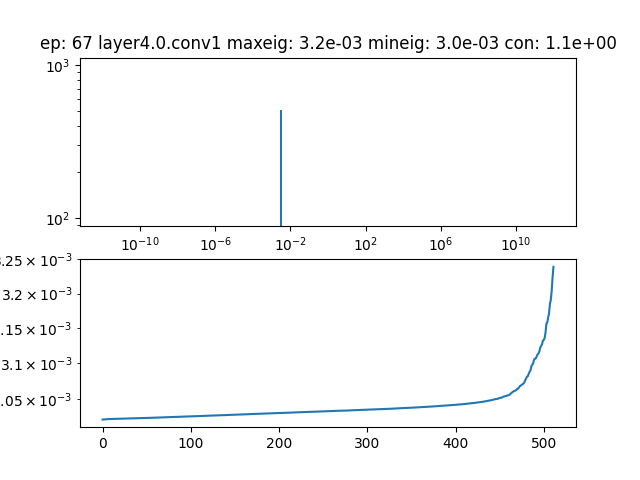 ep: 67 layer4.0.conv1 maxeig: 3.2e-03 mineig: 3.0e-03 con: 1.1e+00
10³
10²
10⁻¹⁰ 10⁻⁶ 10⁻² 10² 10⁶ 10¹⁰
.25 × 10⁻³
3.2 × 10⁻³
.15 × 10⁻³
3.1 × 10⁻³
.05 × 10⁻³
0 100 200 300 400 500